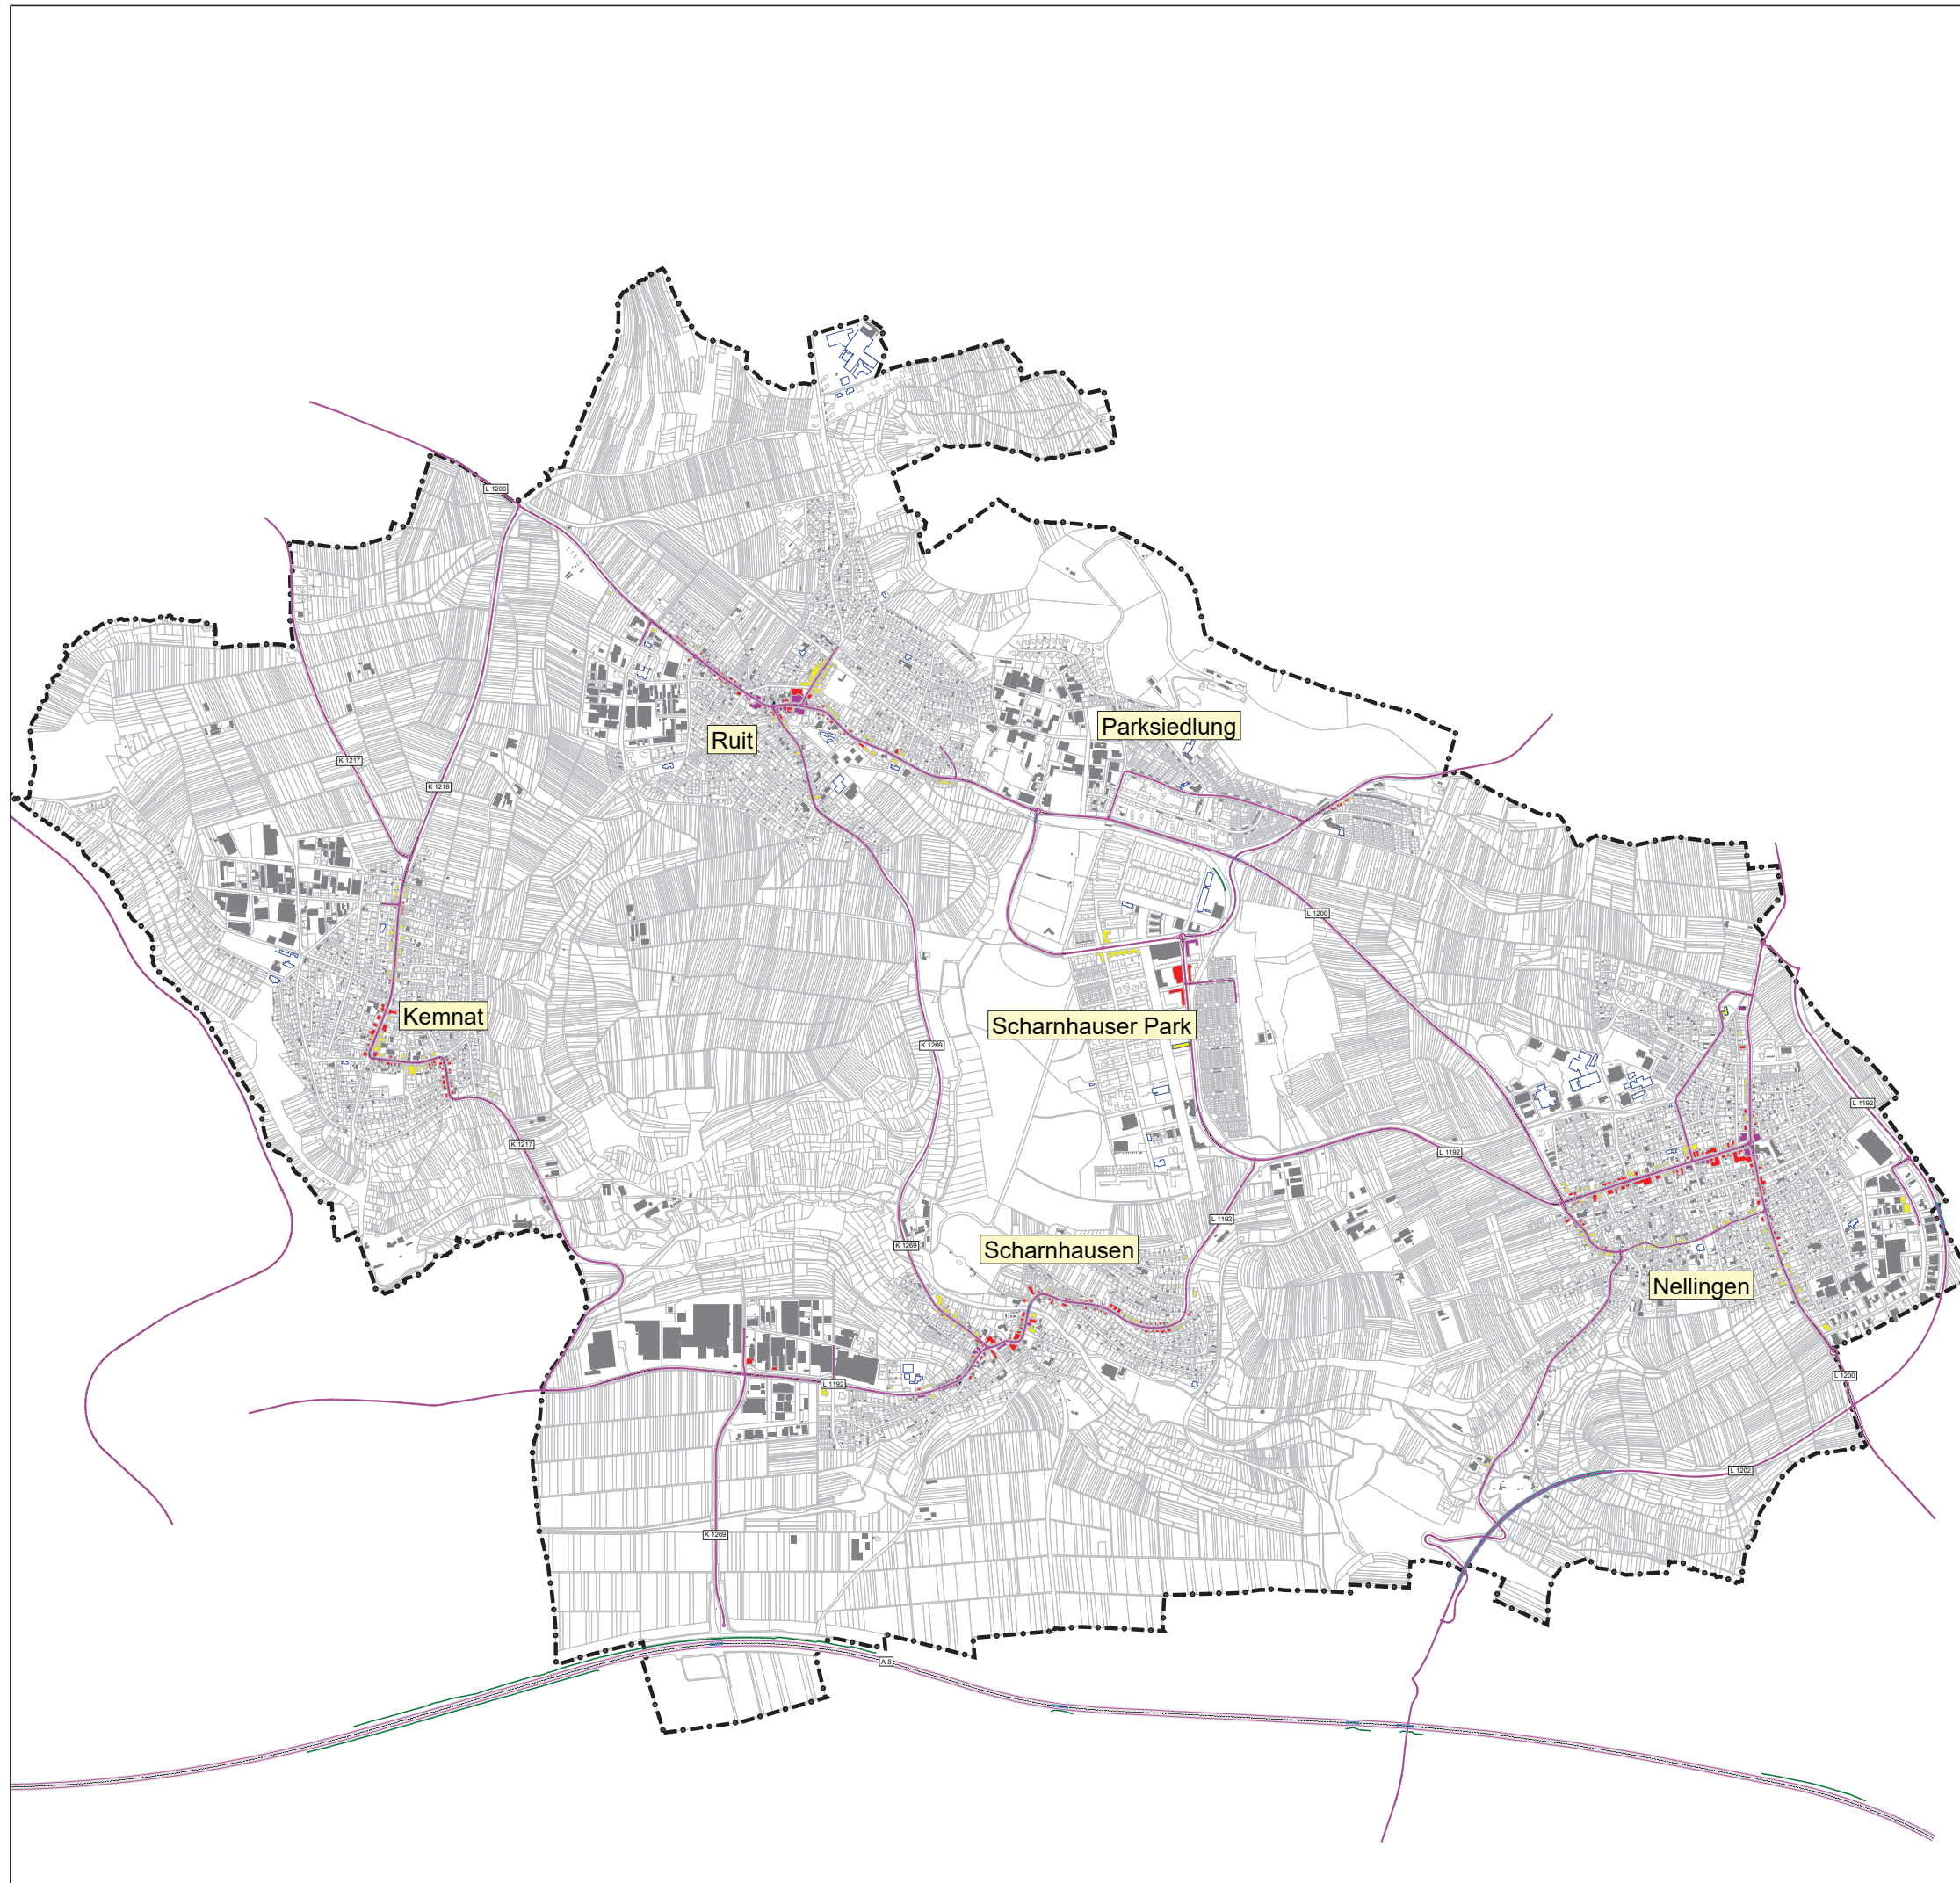 L 1200
Parksiedlung
Ruit
K 1217
K 1218
L 1200
Kemnat
Scharnhauser Park
K 1269
L 1192
K 1217
L 1192
L 1192
K 1269
Scharnhausen
Nellingen
L 1200
L 1192
L 1202
K 1269
A 8